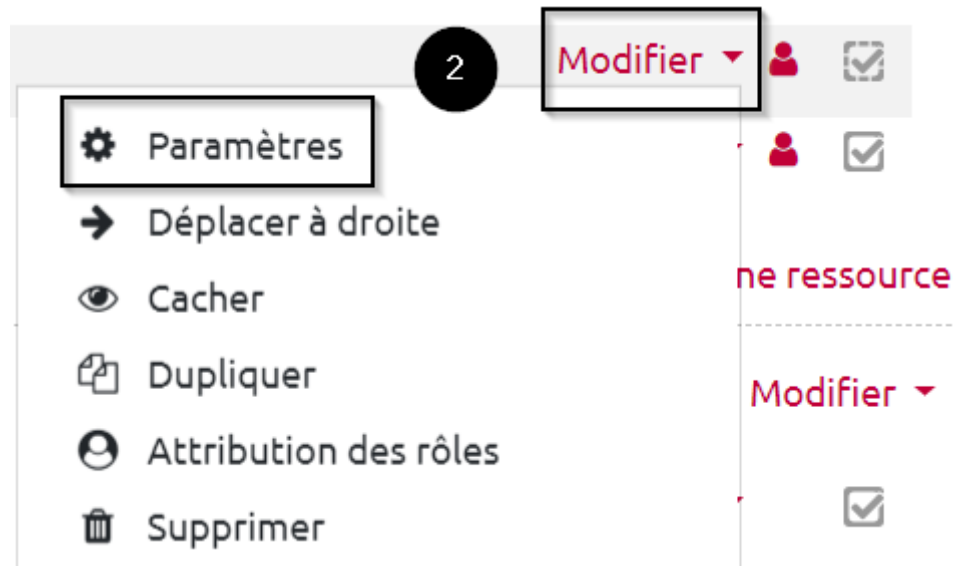 2
Modifier
Paramètres
Déplacer à droite
Cacher
ne ressource
Dupliquer
Modifier
Attribution des rôles
Supprimer